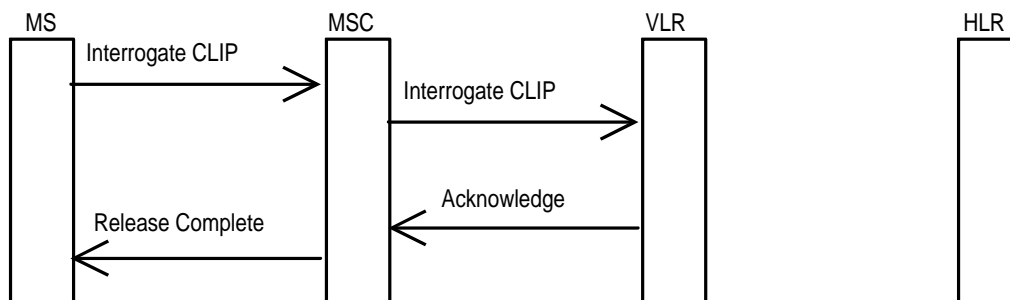 MS MSC VLR HLR
Interrogate CLIP
Interrogate CLIP
Acknowledge
Release Complete